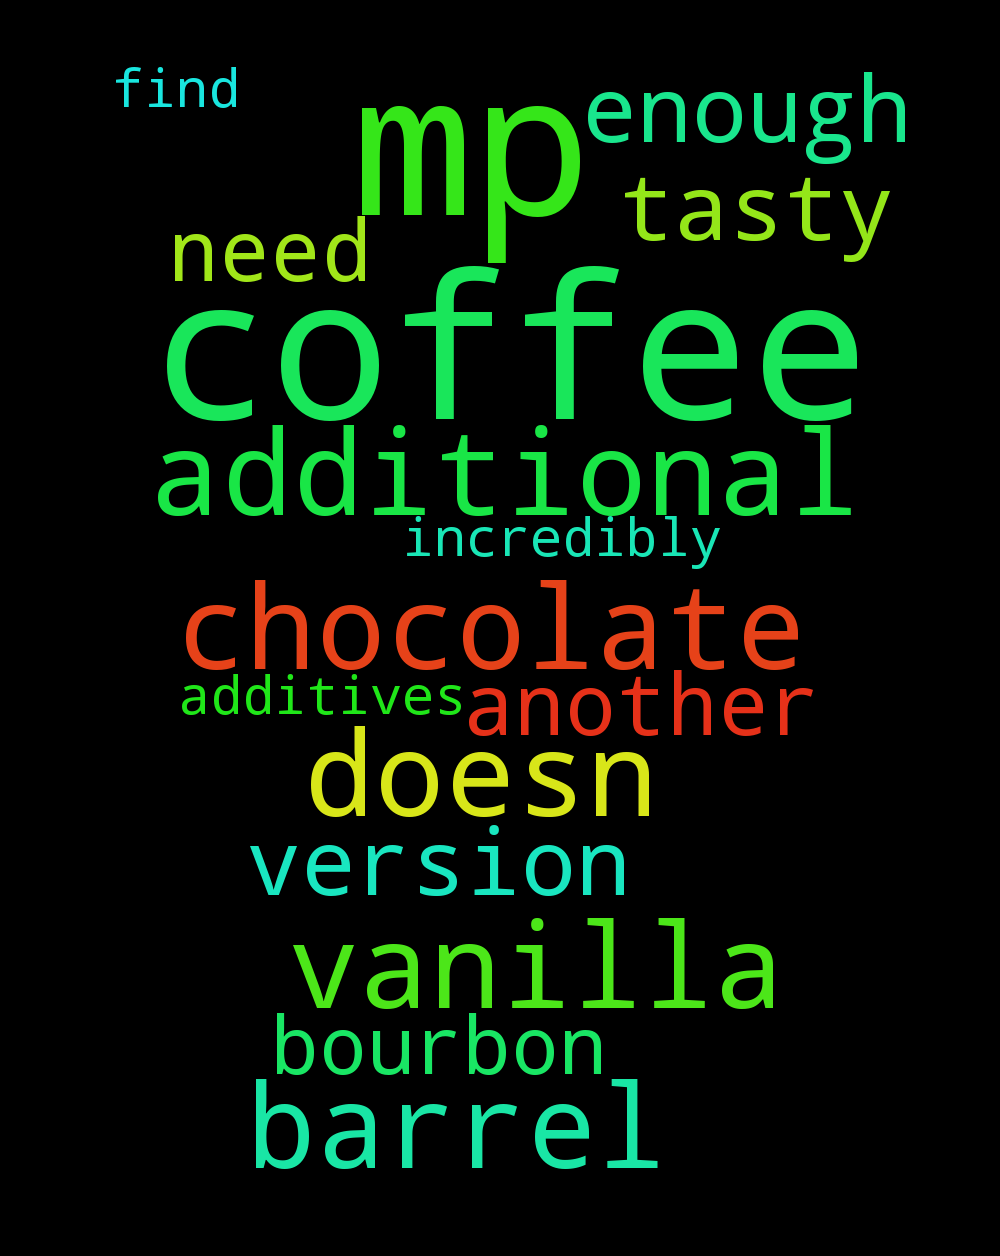 find
mp
enough
tasty
need
coffee
additional
incredibly
chocolate
additives
another
doesn
version
vanilla
bourbon
barrel